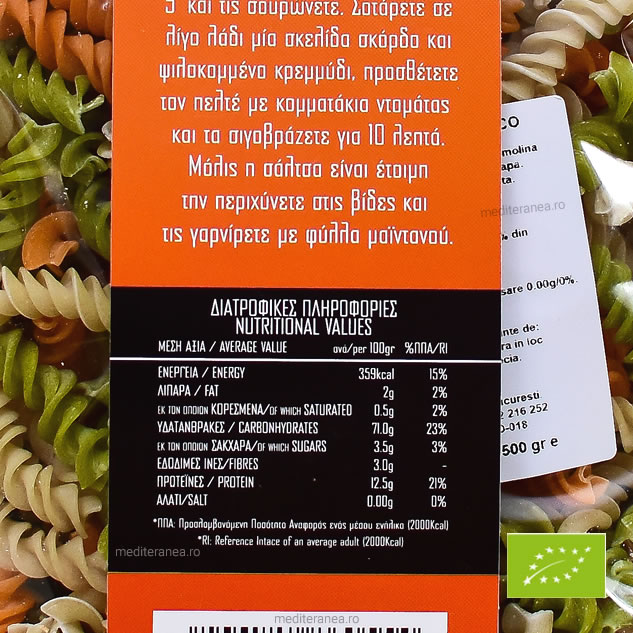 5' και τις σουρώνετε. Σοτάρετε σε
λίγο λάδι μία σκελίδα σκόρδο και
ψιλοκομμένο κρεμμύδι, προσθέτετε
τον πελτέ με κομματάκια ντομάτας
και τα σιγοβράζετε για 10 λεπτά.
Μόλις η σάλτσα είναι έτοιμη
την περιχύνετε στις βίδες και
τις γαρνίρετε με φύλλα μαϊντανού.
ΔΙΑΤΡΟΦΙΚΕΣ ΠΛΗΡΟΦΟΡΙΕΣ
NUTRITIONAL VALUES
ΜΕΣΗ ΑΞΙΑ / AVERAGE VALUE ανά/per 100gr %ΠΠΑ/RI
ΕΝΕΡΓΕΙΑ / ENERGY 359kcal 15%
ΛΙΠΑΡΑ / FAT 2g 2%
ΕΚ ΤΩΝ ΟΠΟΙΩΝ ΚΟΡΕΣΜΕΝΑ/OF WHICH SATURATED 0.5g 2%
ΥΔΑΤΑΝΘΡΑΚΕΣ / CARBONHYDRATES 71.0g 23%
ΕΚ ΤΩΝ ΟΠΟΙΩΝ ΣΑΚΧΑΡΑ/OF WHICH SUGARS 3.5g 3%
ΕΔΩΔΙΜΕΣ ΙΝΕΣ/FIBRES 3.0g -
ΠΡΩΤΕΪΝΕΣ / PROTEIN 12.5g 21%
ΑΛΑΤΙ/SALT 0.00g 0%
*ΠΠΑ: Προσλαμβανόμενη Ποσότητα Αναφοράς ενός μέσου ενήλικα (2000Kcal)
*RI: Reference Intace of an average adult (2000Kcal)
mediteranea.ro
mediteranea.ro
CO
molina
apa.
ta.
mediteranea.ro
% din
sare 0.00g/0%.
ante de:
ra in loc
cia.
curesti
216 252
0-018
500 gr e